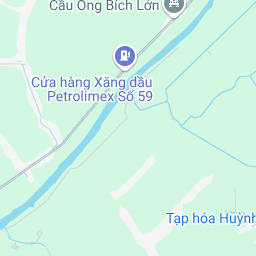 Cầu Ông Bích Lớn
Cửa hàng Xăng dầu
Petrolimex Số 59
Tạp hóa Huỳnh